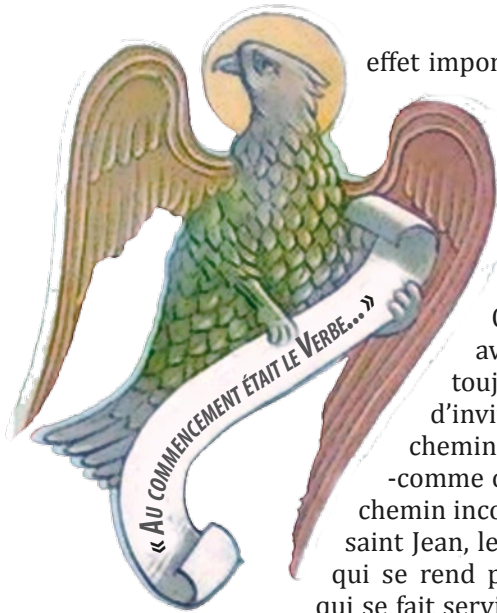 effet impor
« AU COMMENCEMENT ÉTAIT LE VERBE... »
av
touj
d'invi
chemin
-comme
chemin inco
saint Jean, le
qui se rend p
qui se fait servi